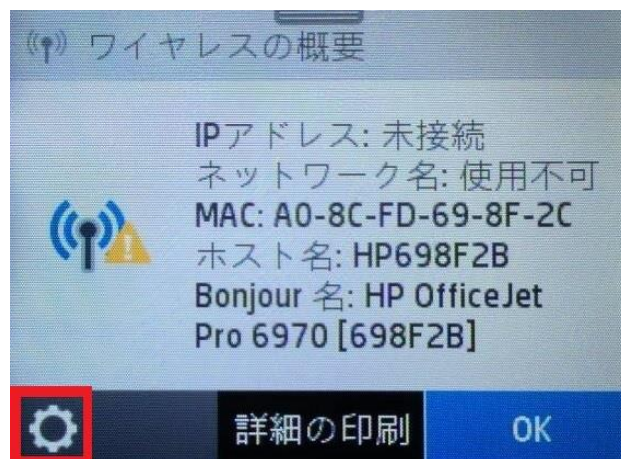 ワイヤレスの概要
IPアドレス: 未接続
ネットワーク名: 使用不可
MAC: A0-8C-FD-69-8F-2C
ホスト名: HP698F2B
Bonjour 名: HP OfficeJet
Pro 6970 [698F2B]
詳細の印刷
OK